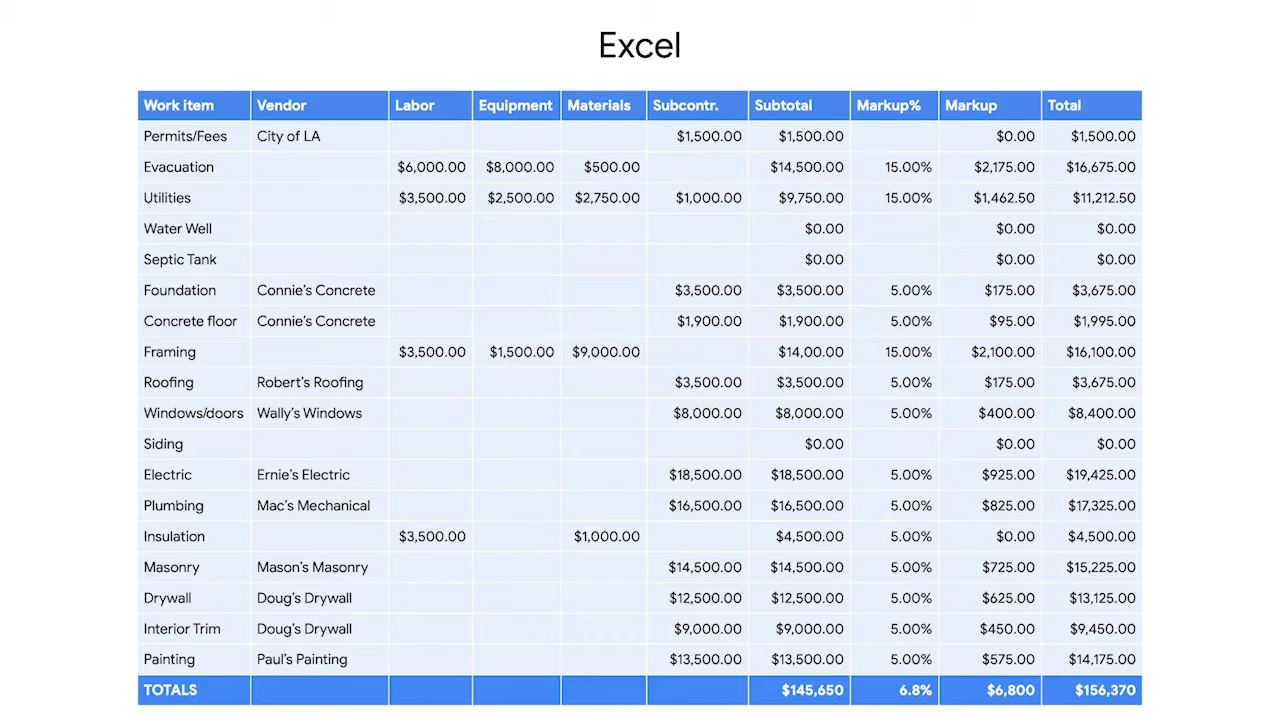 Excel
Work item Vendor Labor Equipment Materials Subcontr. Subtotal Markup% Markup Total
Permits/Fees City of LA $1,500.00 $1,500.00 $0.00 $1,500.00
Evacuation $6,000.00 $8,000.00 $500.00 $14,500.00 15.00% $2,175.00 $16,675.00
Utilities $3,500.00 $2,500.00 $2,750.00 $1,000.00 $9,750.00 15.00% $1,462.50 $11,212.50
Water Well $0.00 $0.00 $0.00
Septic Tank $0.00 $0.00 $0.00
Foundation Connie's Concrete $3,500.00 $3,500.00 5.00% $175.00 $3,675.00
Concrete floor Connie's Concrete $1,900.00 $1,900.00 5.00% $95.00 $1,995.00
Framing $3,500.00 $1,500.00 $9,000.00 $14,00.00 15.00% $2,100.00 $16,100.00
Roofing Robert's Roofing $3,500.00 $3,500.00 5.00% $175.00 $3,675.00
Windows/doors Wally's Windows $8,000.00 $8,000.00 5.00% $400.00 $8,400.00
Siding $0.00 $0.00 $0.00
Electric Ernie's Electric $18,500.00 $18,500.00 5.00% $925.00 $19,425.00
Plumbing Mac's Mechanical $16,500.00 $16,500.00 5.00% $825.00 $17,325.00
Insulation $3,500.00 $1,000.00 $4,500.00 5.00% $0.00 $4,500.00
Masonry Mason's Masonry $14,500.00 $14,500.00 5.00% $725.00 $15,225.00
Drywall Doug's Drywall $12,500.00 $12,500.00 5.00% $625.00 $13,125.00
Interior Trim Doug's Drywall $9,000.00 $9,000.00 5.00% $450.00 $9,450.00
Painting Paul's Painting $13,500.00 $13,500.00 5.00% $575.00 $14,175.00
TOTALS $145,650 6.8% $6,800 $156,370